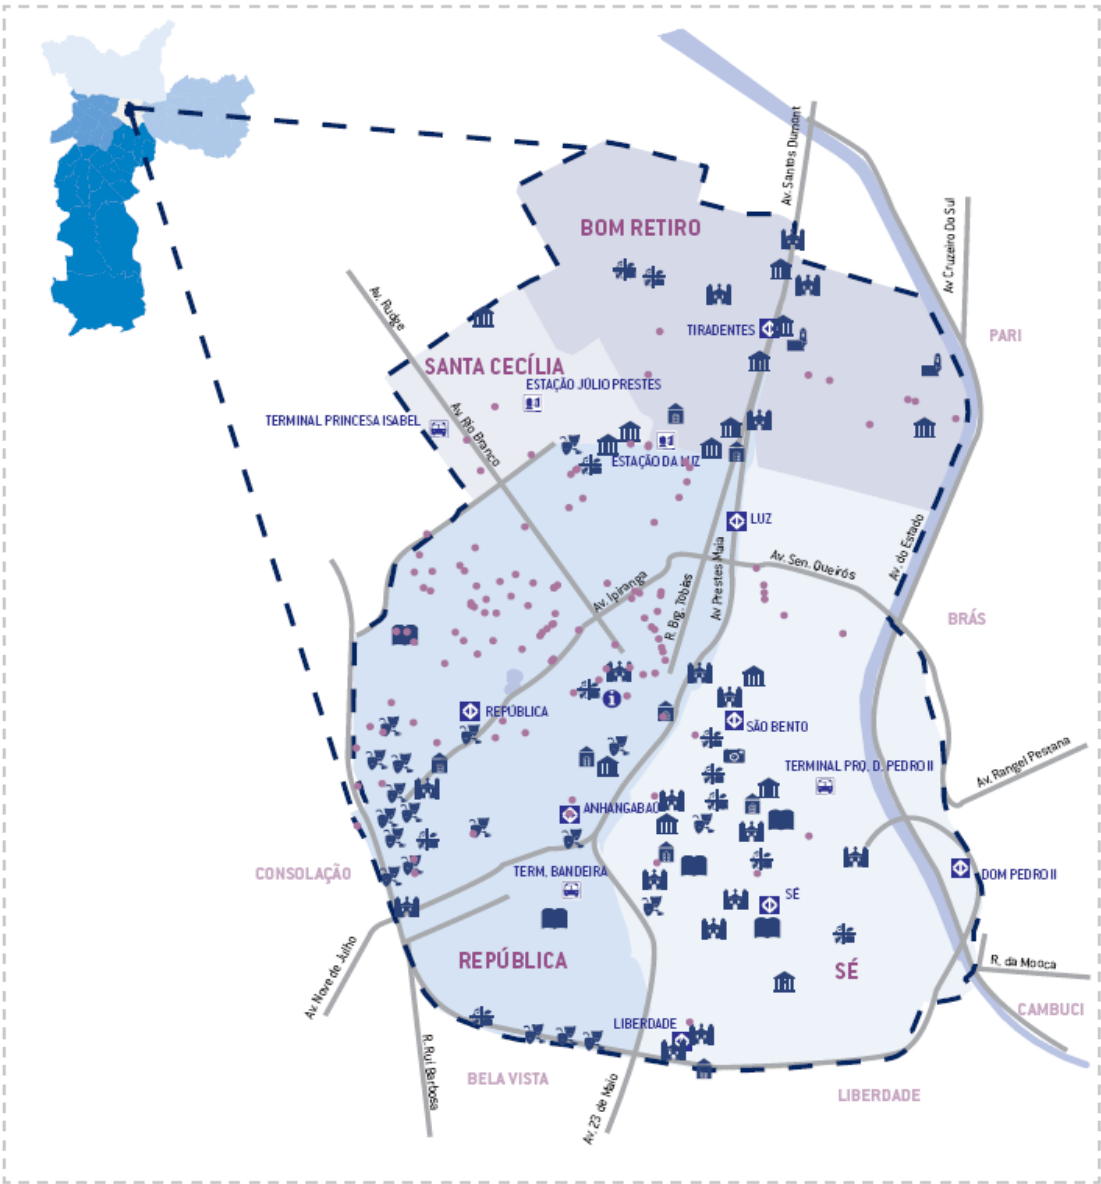 Av. Santos Dumont
Av Cruzeiro Do Sul
BOM RETIRO
Av. Rudge
TIRADENTES
PARI
SANTA CECÍLIA
ESTAÇÃO JÚLIO PRESTES
TERMINAL PRINCESA ISABEL
Av. Rio Branco
ESTAÇÃO DA LUZ
LUZ
Av. do Estado
Av. Sen. Queirós
Av. Ipiranga
R. Brg. Tobias
Av Prestes Maia
BRÁS
REPÚBLICA
SÃO BENTO
TERMINAL PRQ. D. PEDRO II
Av. Rangel Pestana
ANHANGABAÚ
CONSOLAÇÃO
TERM. BANDEIRA
DOM PEDRO II
SÉ
Av. Nove de Julho
REPÚBLICA
SÉ
R. da Mooca
CAMBUCI
LIBERDADE
R. Rui Barbosa
BELA VISTA
Av. 23 de Maio
LIBERDADE